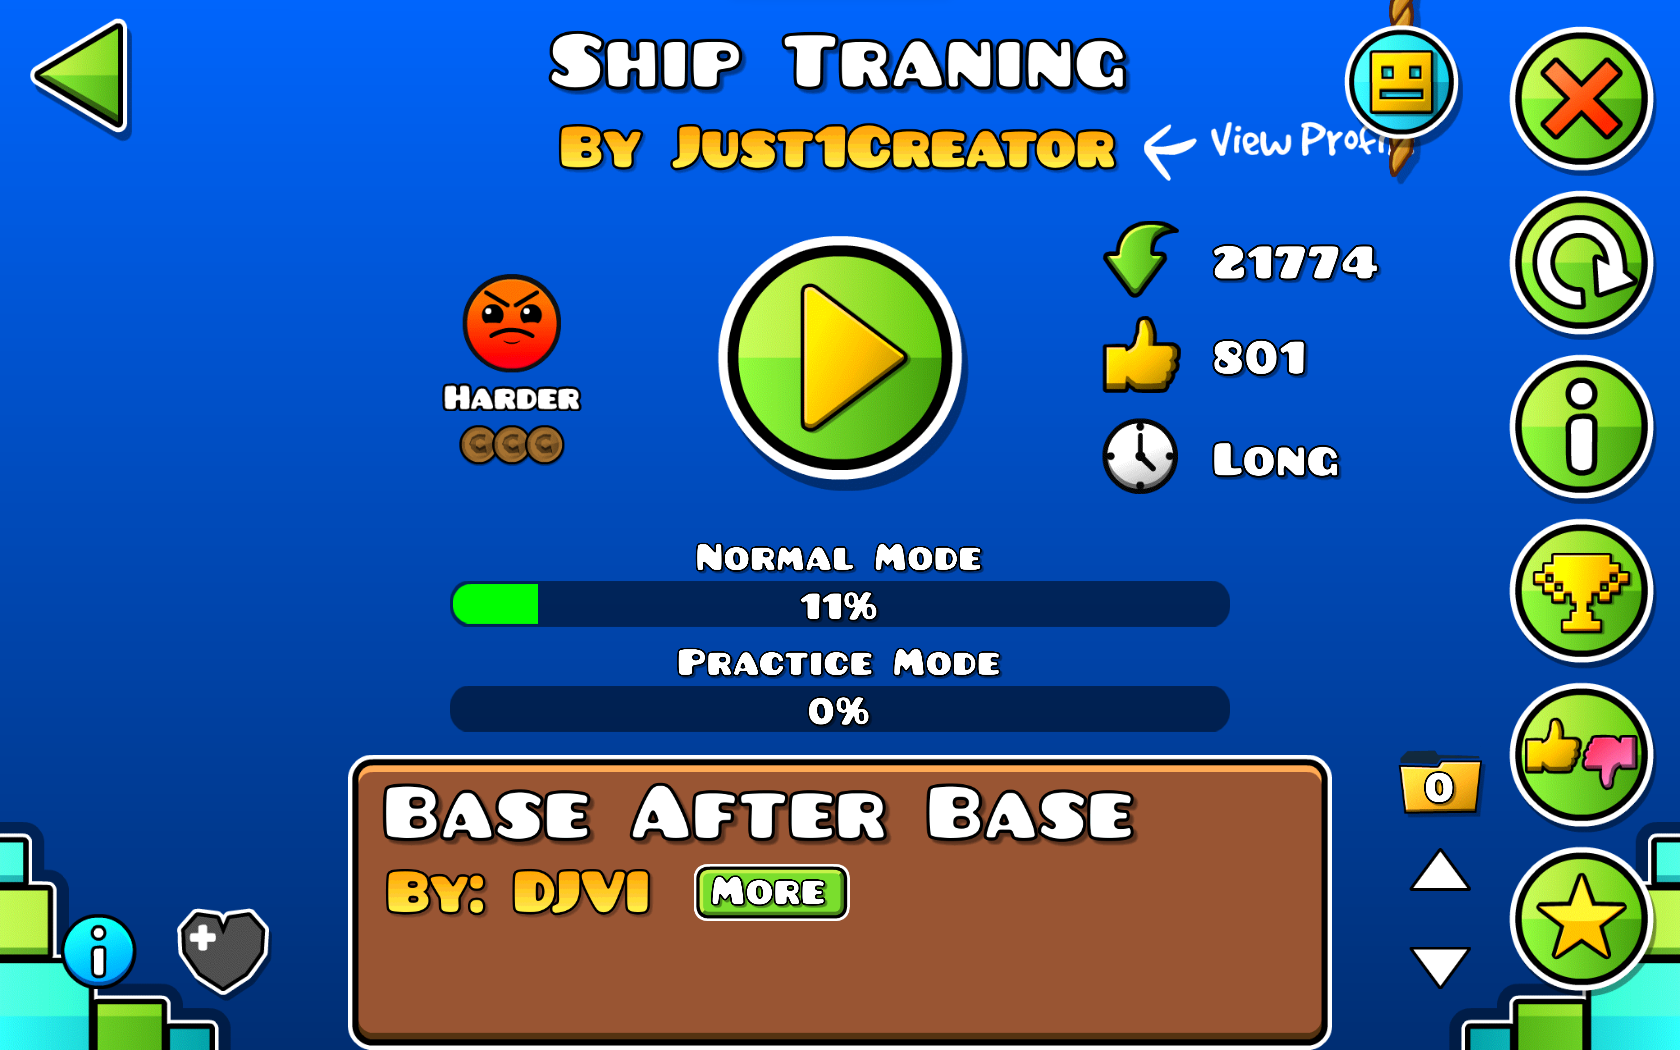 Ship Traning
By Just1Creator
View Profi
21774
801
Long
Harder
Normal Mode
11%
Practice Mode
0%
Base After Base
By: DJVI
More
0